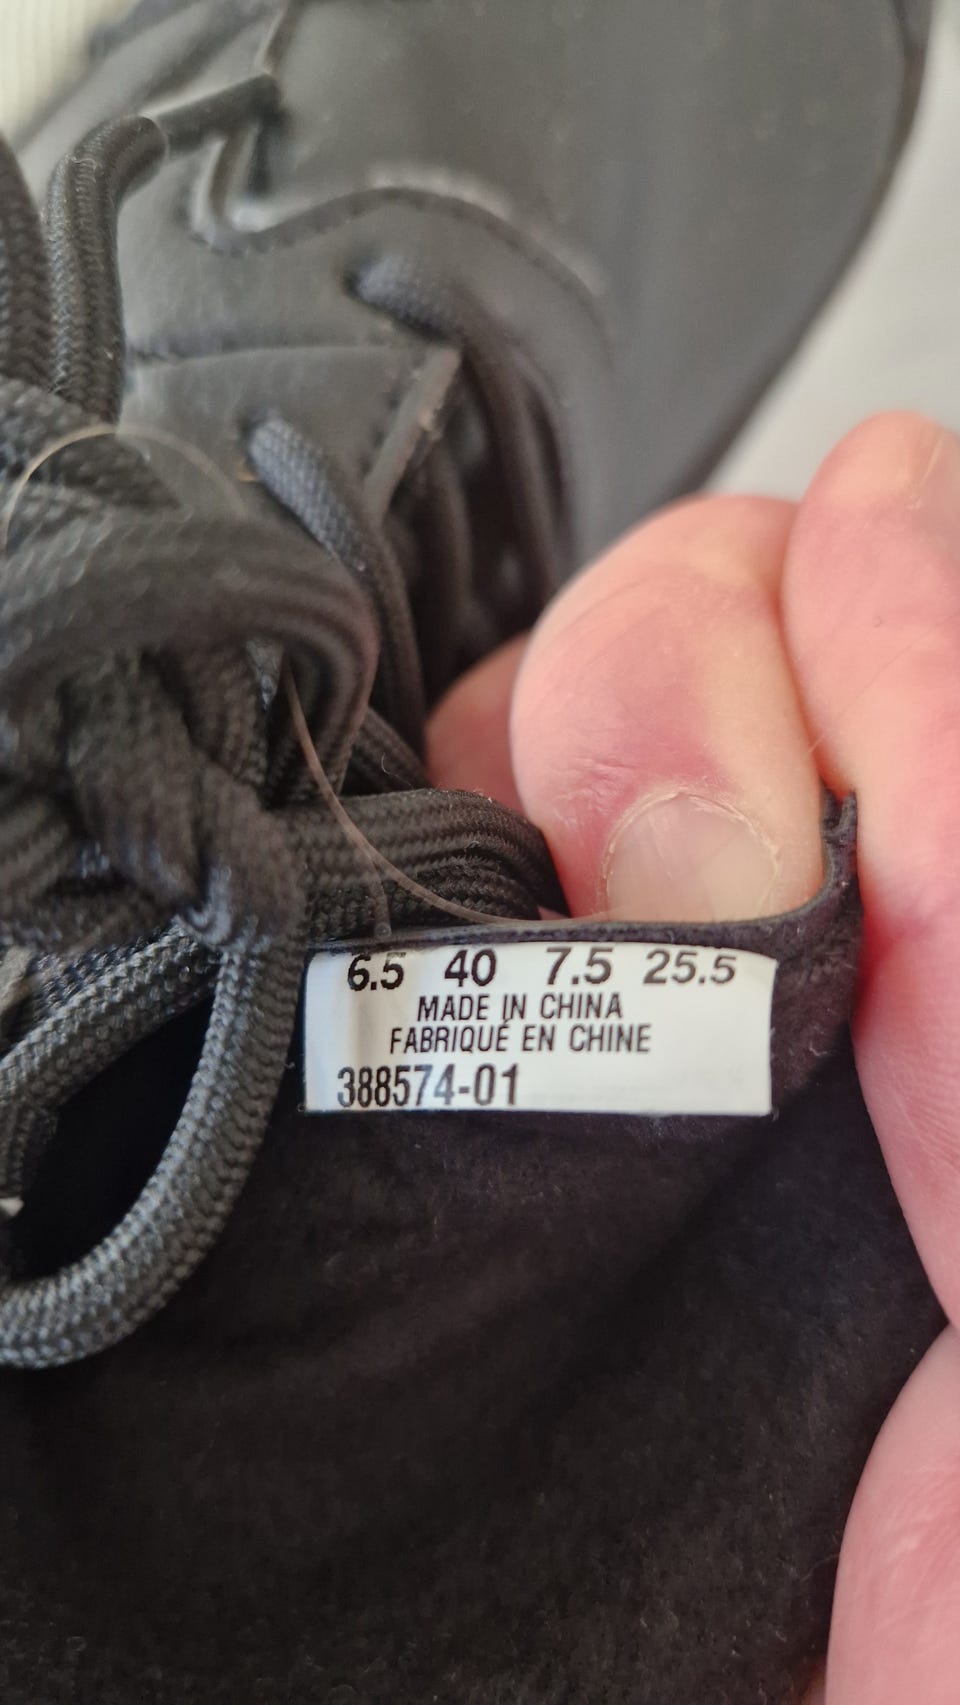 6.5 40 7.5 25.5
MADE IN CHINA
FABRIQUÉ EN CHINE
388574-01